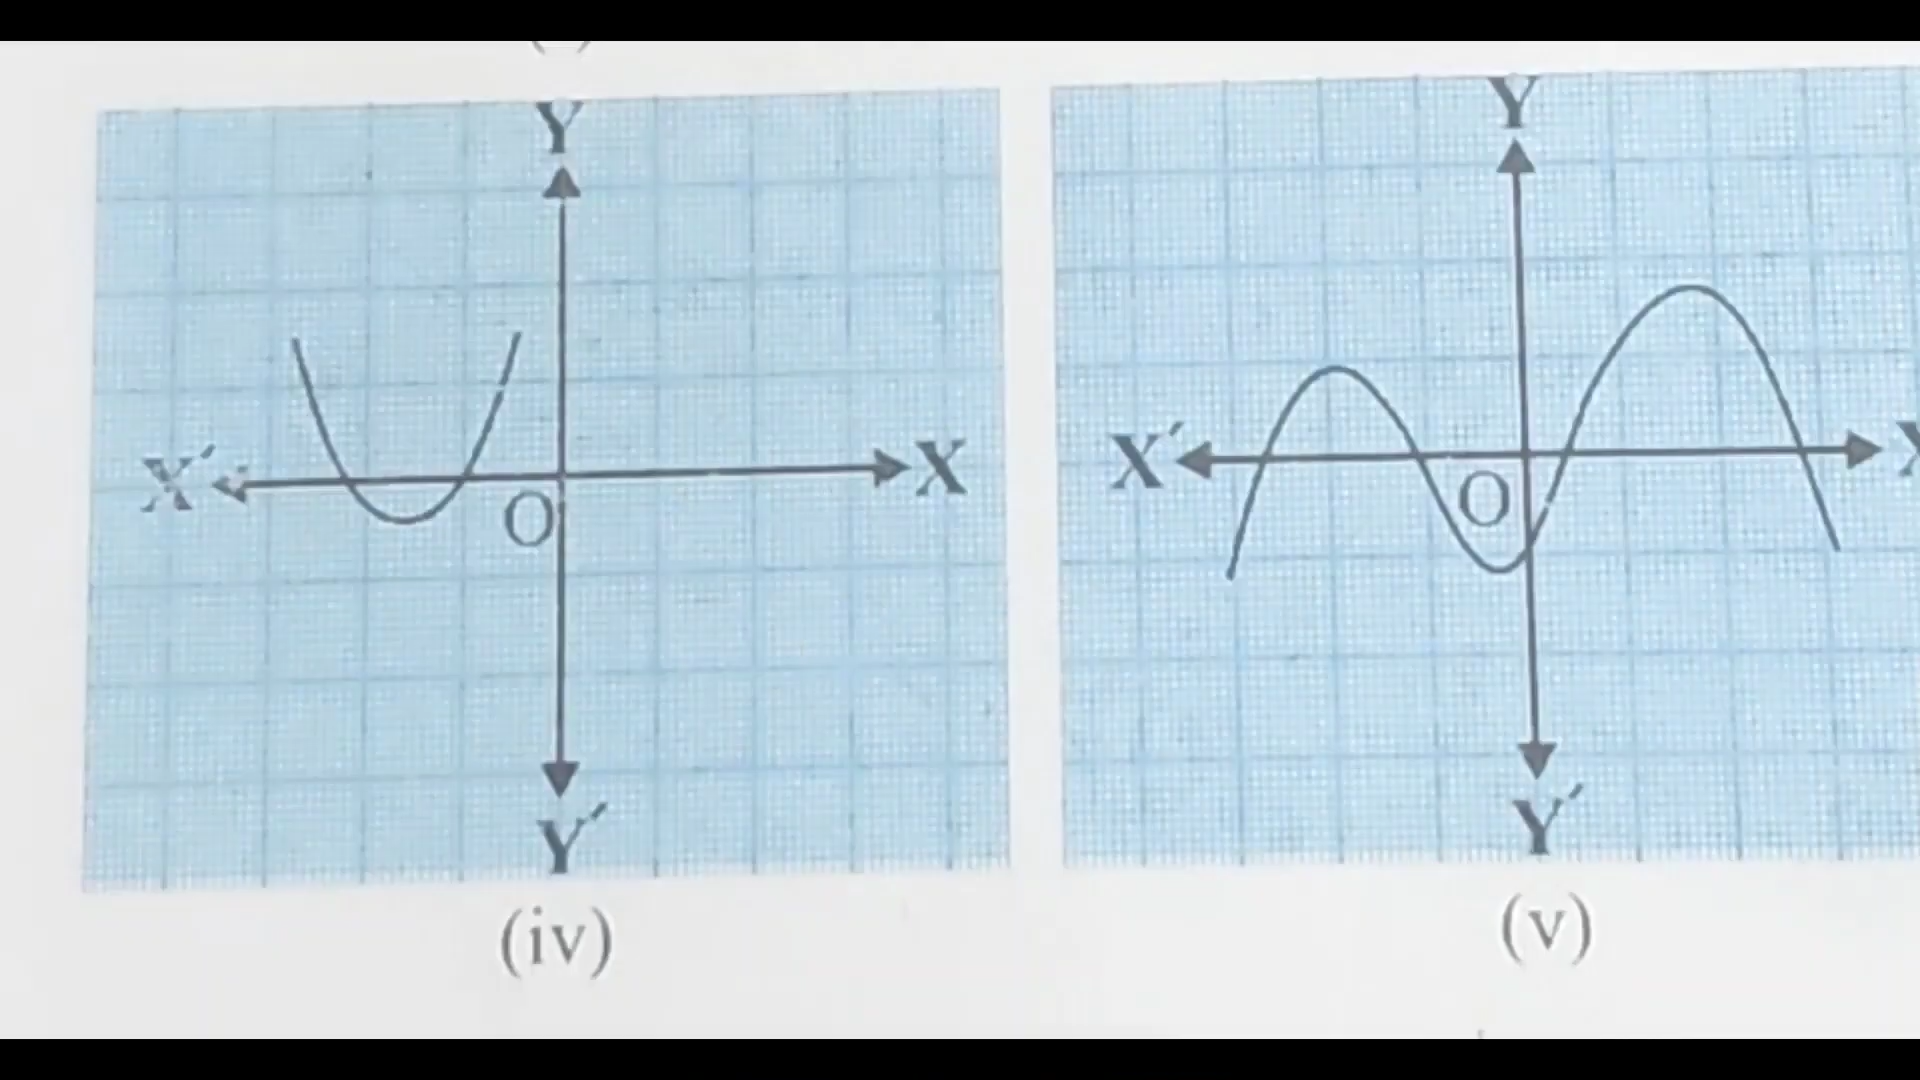 Y
Y
X′
X
X′
O
O
Y′
Y′
(iv)
(v)